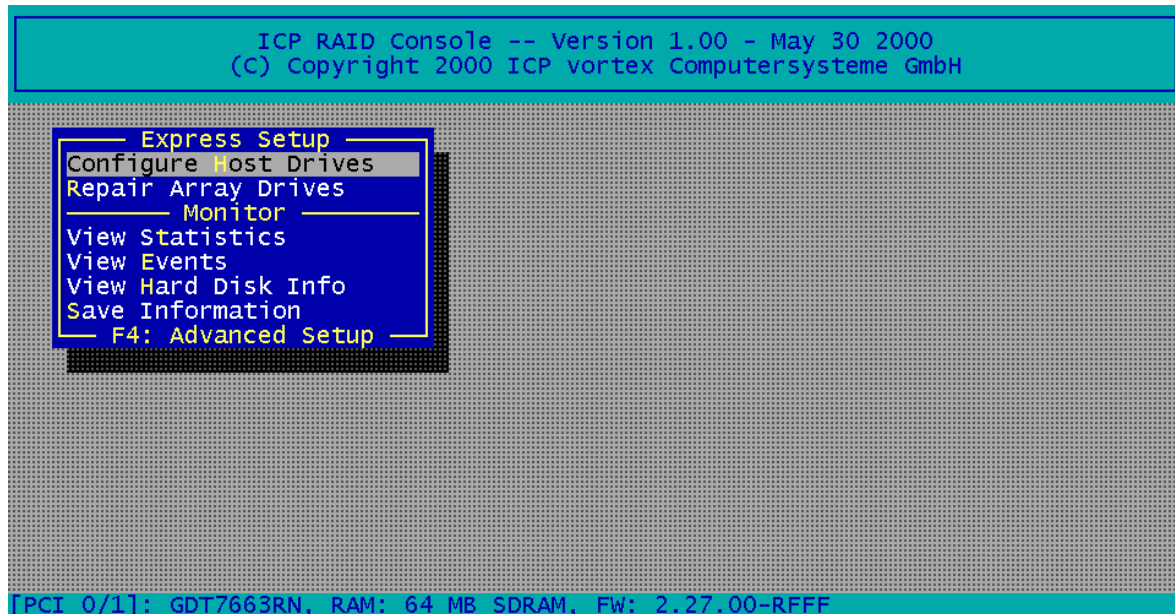 ICP RAID Console -- Version 1.00 - May 30 2000
(C) Copyright 2000 ICP vortex Computersysteme GmbH
Express Setup
Configure Host Drives
Repair Array Drives
Monitor
View Statistics
View Events
View Hard Disk Info
Save Information
F4: Advanced Setup
[PCI 0/1]: GDT7663RN, RAM: 64 MB SDRAM, FW: 2.27.00-RFFF